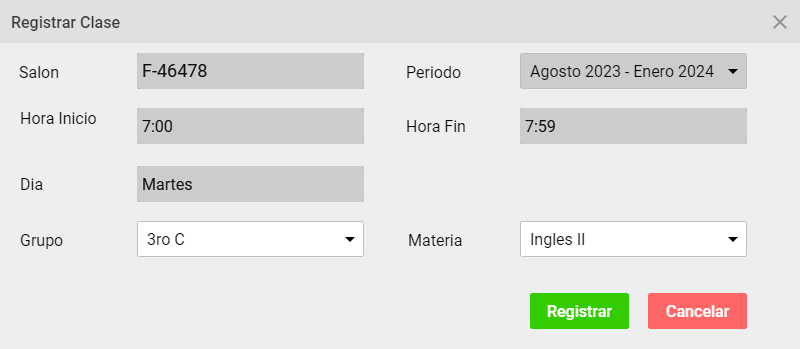 Registrar Clase
Salon F-46478 Periodo Agosto 2023 - Enero 2024
Hora Inicio 7:00 Hora Fin 7:59
Dia Martes
Grupo 3ro C Materia Ingles II
Registrar Cancelar